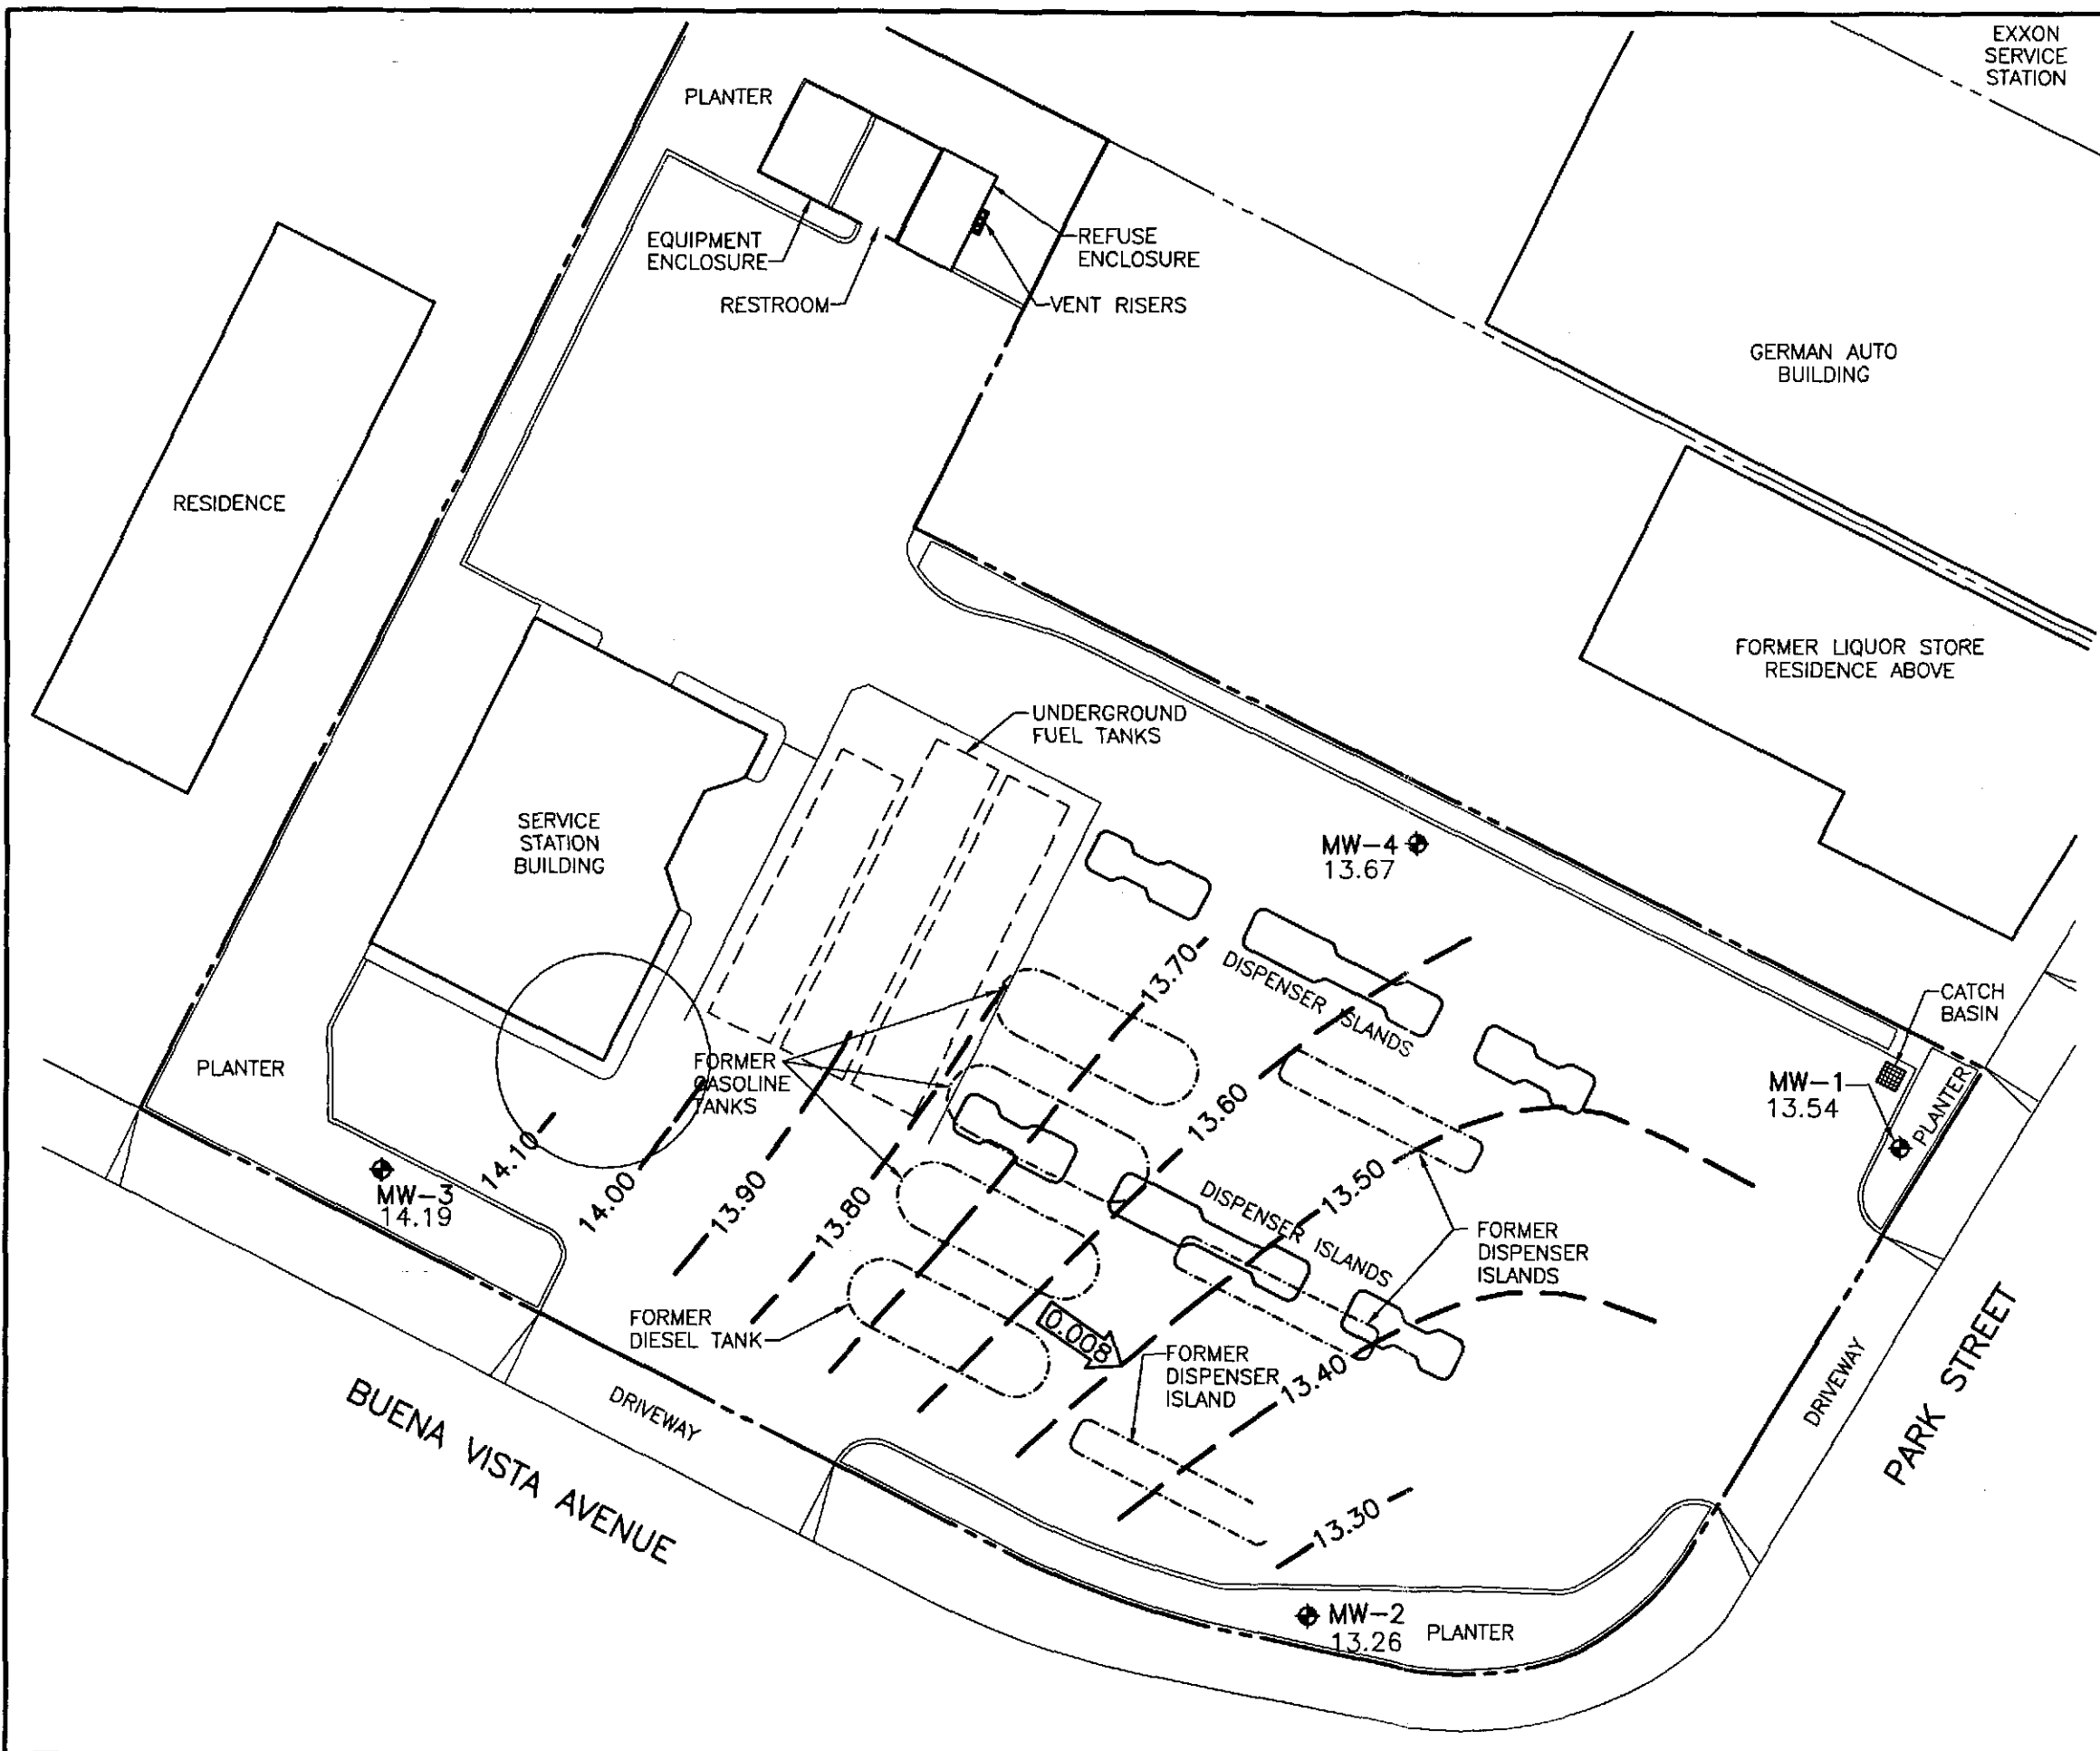 EXXON
SERVICE
STATION
PLANTER
EQUIPMENT
ENCLOSURE
REFUSE
ENCLOSURE
RESTROOM
VENT RISERS
GERMAN AUTO
BUILDING
RESIDENCE
FORMER LIQUOR STORE
RESIDENCE ABOVE
UNDERGROUND
FUEL TANKS
SERVICE
STATION
BUILDING
MW-4
13.67
13.70
DISPENSER ISLANDS
CATCH
BASIN
PLANTER
FORMER
GASOLINE
TANKS
MW-1
13.54
PLANTER
13.60
14.10
14.00
13.90
13.80
13.50
MW-3
14.19
DISPENSER ISLANDS
FORMER
DISPENSER
ISLANDS
FORMER
DIESEL TANK
0.008
FORMER
DISPENSER
ISLAND
13.40
DRIVEWAY
DRIVEWAY
PARK STREET
BUENA VISTA AVENUE
13.30
MW-2
13.26
PLANTER